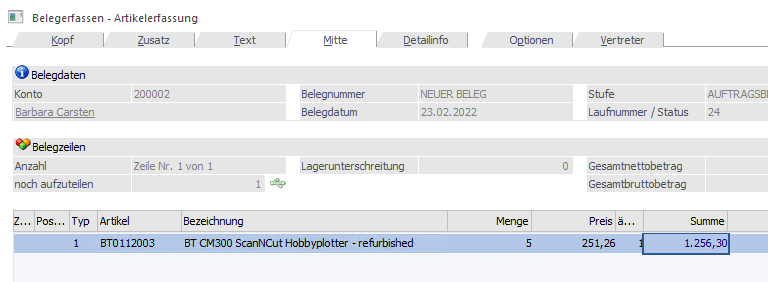 Belegerfassen - Artikelerfassung
Kopf Zusatz Text Mitte Detailinfo Optionen Vertreter
Belegdaten
Konto 200002 Belegnummer NEUER BELEG Stufe AUFTRAGSB
Barbara Carsten Belegdatum 23.02.2022 Laufnummer / Status 24
Belegzeilen
Anzahl Zeile Nr. 1 von 1 Lagerunterschreitung 0 Gesamtnettobetrag
noch aufzuteilen 1 Gesamtbruttobetrag
Z... Pos... Typ Artikel Bezeichnung Menge Preis ä... Summe
1 BT0112003 BT CM300 ScanNCut Hobbyplotter - refurbished 5 251,26 1 1.256,30